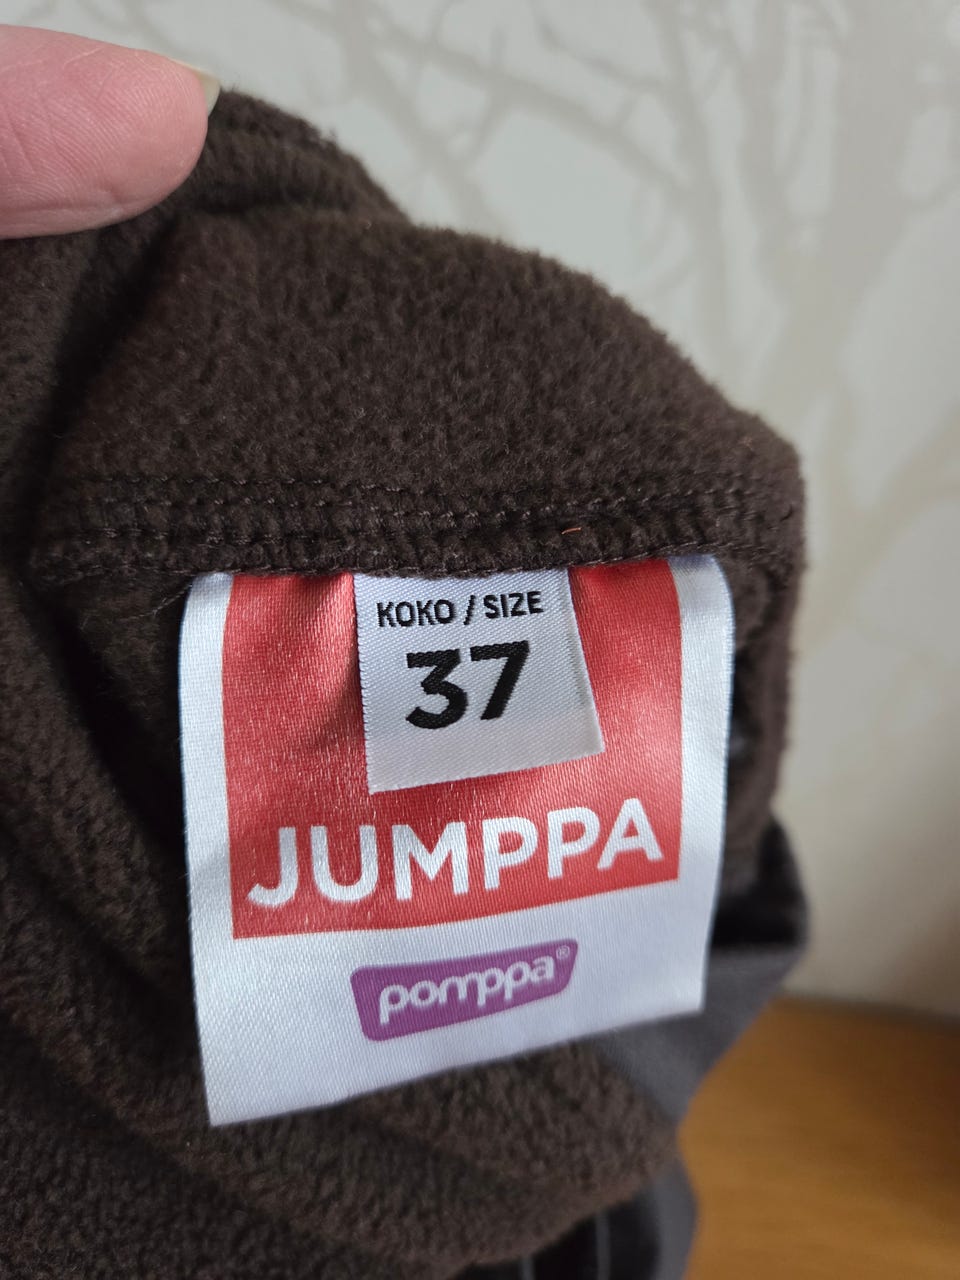 KOKO / SIZE
37
JUMPPA
pomppa®